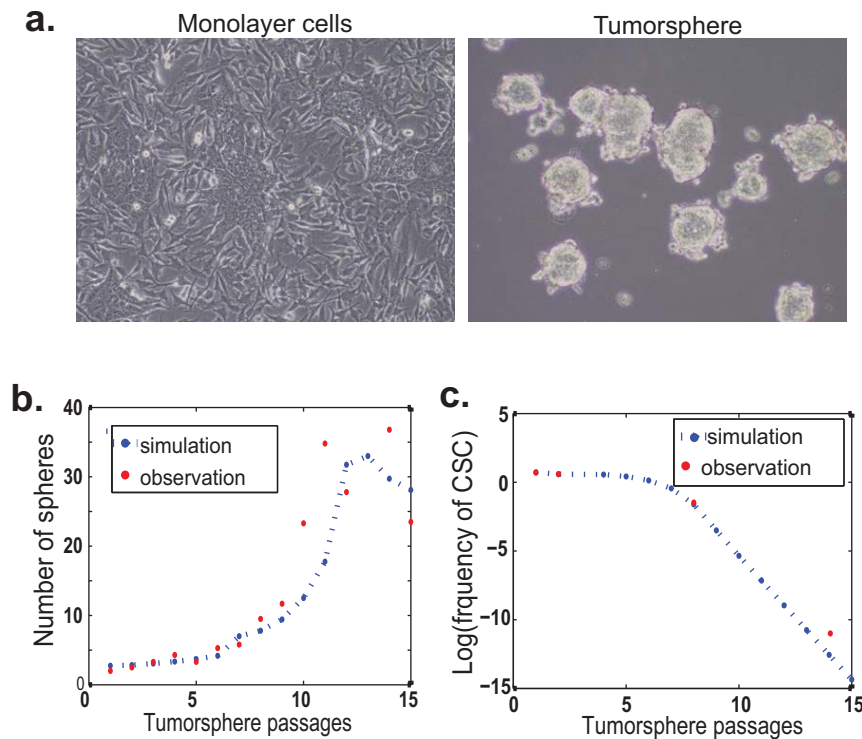 a.
Monolayer cells
Tumorsphere
b.
40
30
20
10
0
0
5
10
15
Number of spheres
Tumorsphere passages
simulation
observation
c.
5
0
−5
−10
−15
0
5
10
15
Log(frquency of CSC)
Tumorsphere passages
simulation
observation